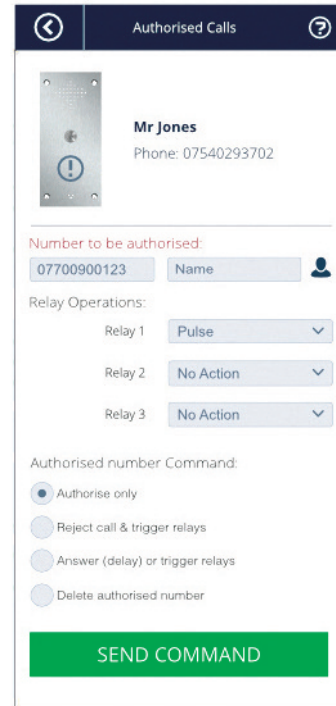 Authorised Calls
Mr Jones
Phone: 07540293702
Number to be authorised:
07700900123 Name
Relay Operations:
Relay 1 Pulse
Relay 2 No Action
Relay 3 No Action
Authorised number Command:
Authorise only
Reject call & trigger relays
Answer (delay) or trigger relays
Delete authorised number
SEND COMMAND